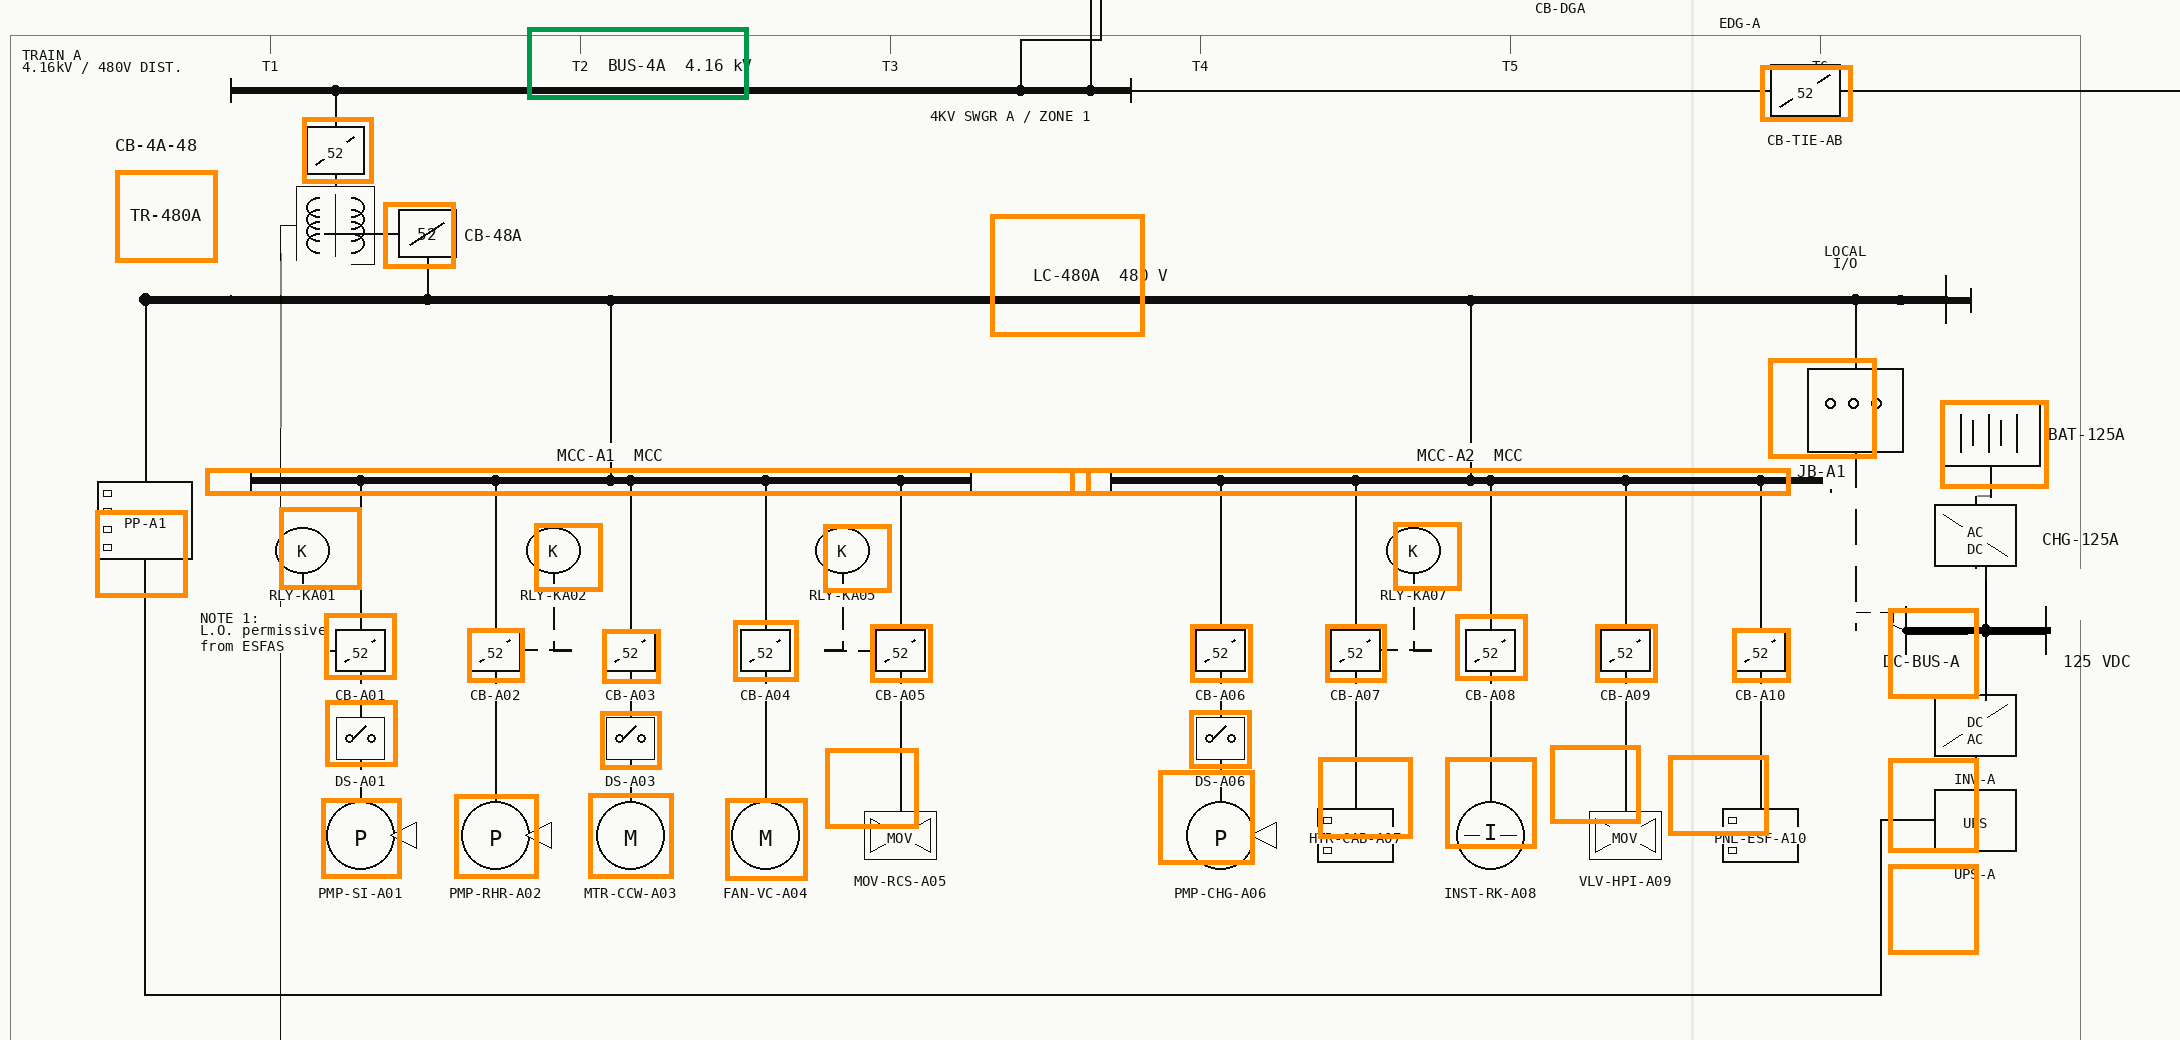 CB-DGA
EDG-A
TRAIN A
4.16kV / 480V DIST.
T1
T2
BUS-4A 4.16 kV
T3
T4
T5
52
4KV SWGR A / ZONE 1
CB-TIE-AB
CB-4A-48
52
TR-480A
52
CB-48A
LOCAL
I/O
LC-480A 480 V
BAT-125A
MCC-A1 MCC
MCC-A2 MCC
JB-A1
PP-A1
K
K
K
K
AC
DC
CHG-125A
RLY-KA01
RLY-KA02
RLY-KA05
RLY-KA07
NOTE 1:
L.O. permissive
from ESFAS
52
52
52
52
52
52
52
52
52
52
DC-BUS-A
125 VDC
CB-A01
CB-A02
CB-A03
CB-A04
CB-A05
CB-A06
CB-A07
CB-A08
CB-A09
CB-A10
DC
AC
DS-A01
DS-A03
DS-A06
INV-A
P
P
M
M
MOV
P
HTR-CAB-A07
I
MOV
PNL-ESF-A10
UPS
UPS-A
PMP-SI-A01
PMP-RHR-A02
MTR-CCW-A03
FAN-VC-A04
MOV-RCS-A05
PMP-CHG-A06
INST-RK-A08
VLV-HPI-A09